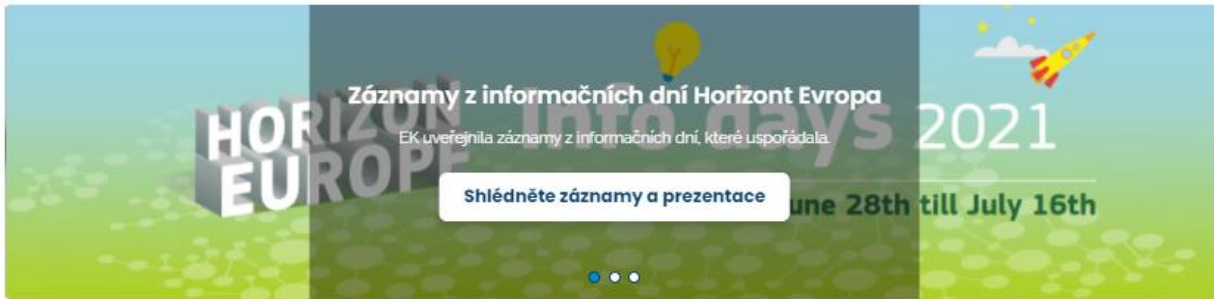 Záznamy z informačních dní Horizont Evropa
HORIZON
EUROPE
Info days 2021
EK uveřejnila záznamy z informačních dní, které uspořádala.
Shlédněte záznamy a prezentace
une 28th till July 16th